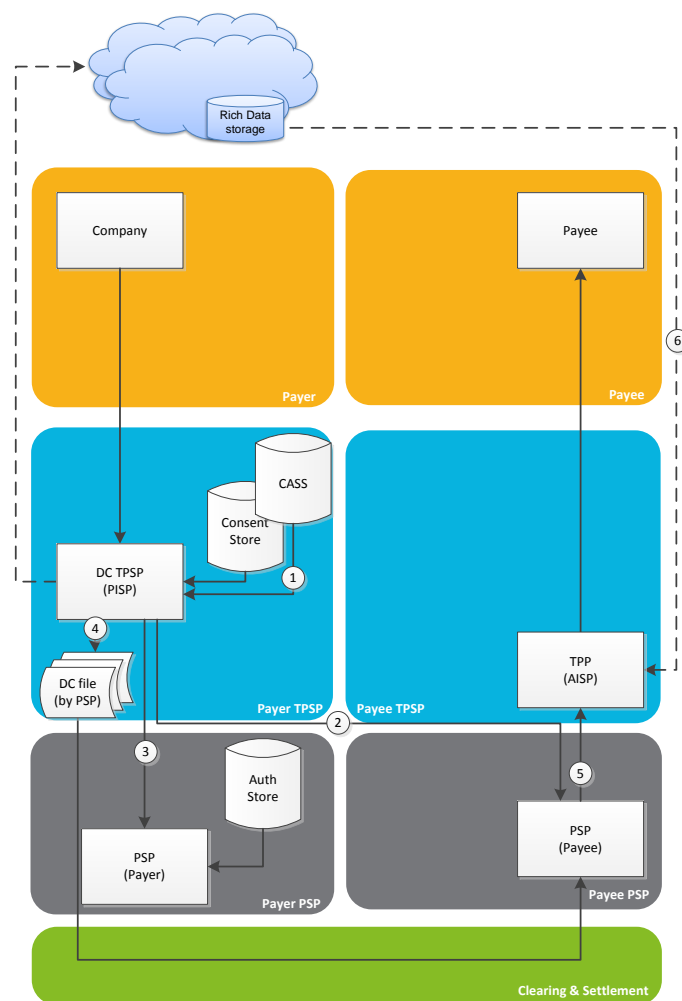 Rich Data
storage
Company
Payee
6
Payer
Payee
CASS
Consent
Store
DC TPSP
(PISP)
1
4
DC file
(by PSP)
TPP
(AISP)
Payer TPSP
Payee TPSP
2
3
5
Auth
Store
PSP
(Payer)
PSP
(Payee)
Payer PSP
Payee PSP
Clearing & Settlement